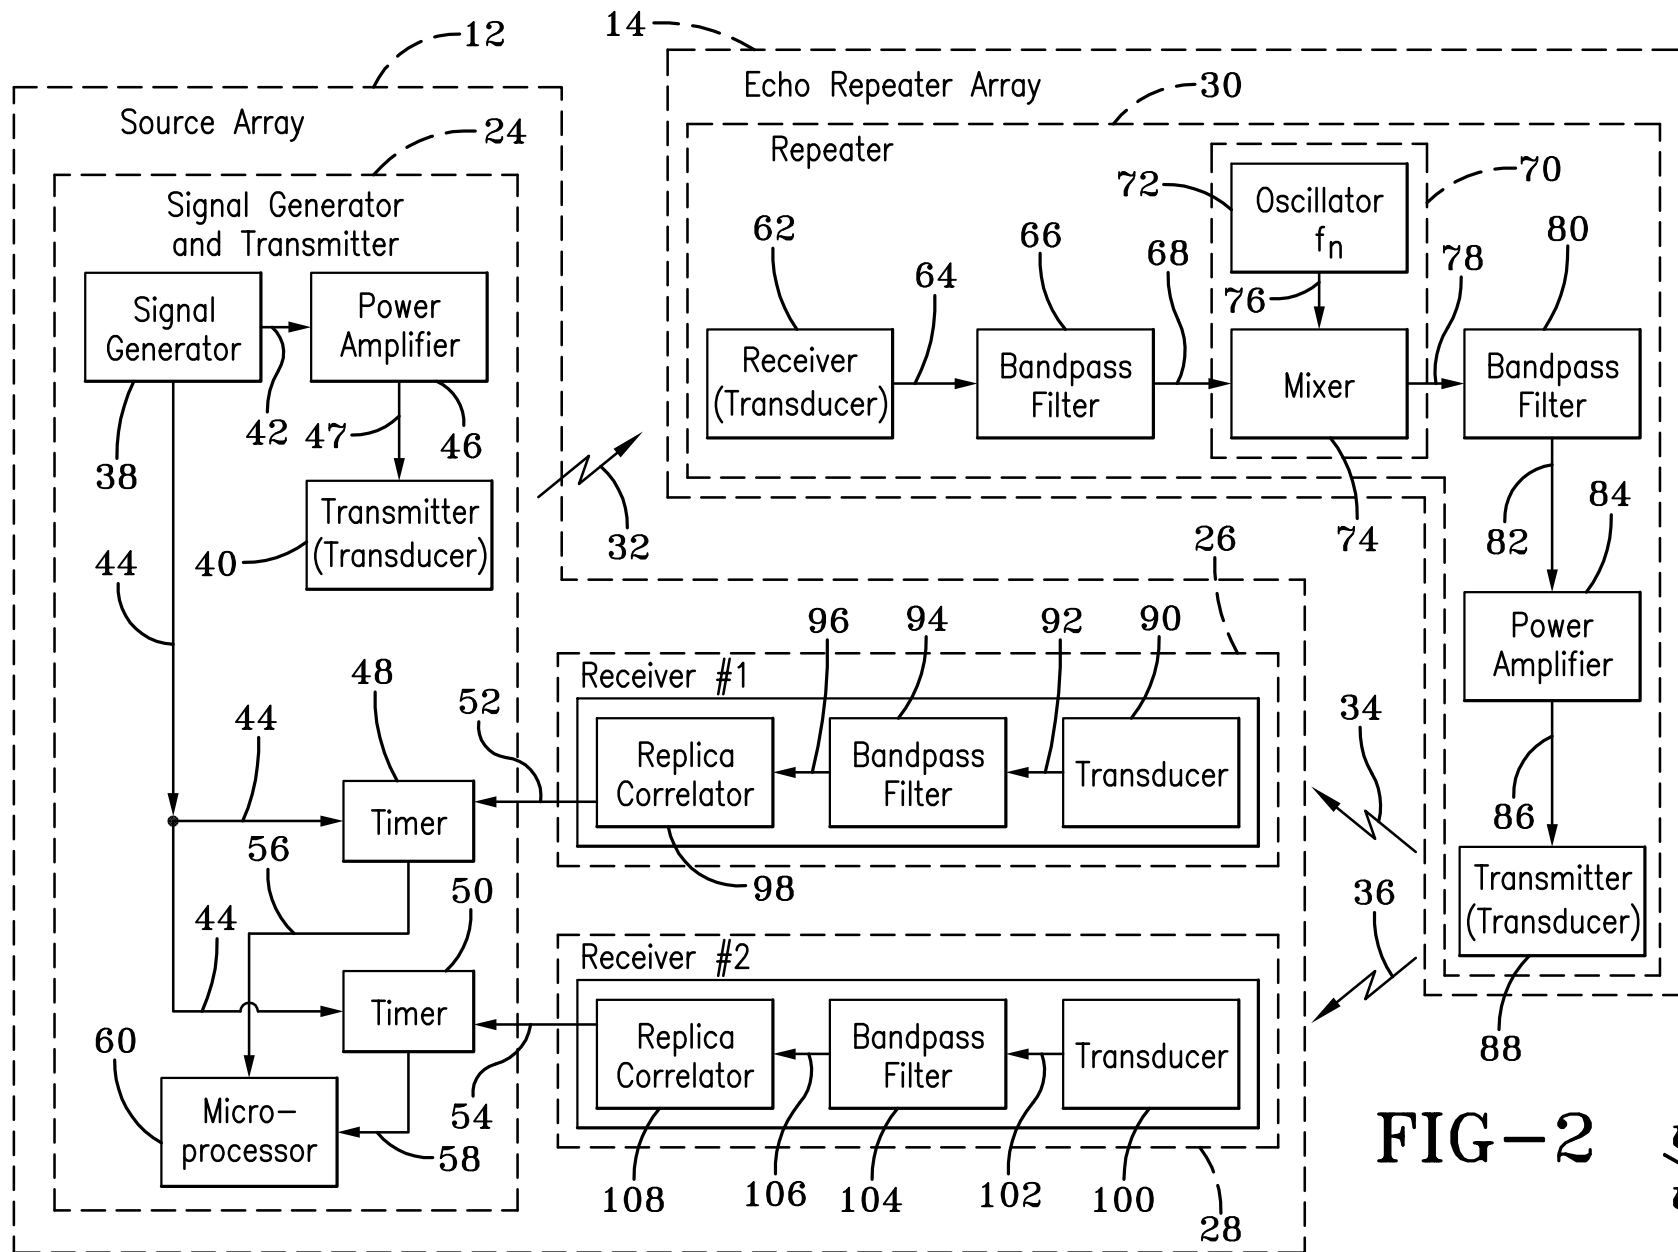 12
14
Echo Repeater Array
30
Source Array
24
Repeater
72
Oscillator
fn
70
Signal Generator
and Transmitter
62
66
68
80
64
76
78
Signal
Generator
Power
Amplifier
Receiver
(Transducer)
Bandpass
Filter
Mixer
Bandpass
Filter
42
47
46
38
Transmitter
(Transducer)
40
32
74
82
84
44
26
Power
Amplifier
96
94
92
90
48
Receiver #1
52
34
44
Replica
Correlator
Bandpass
Filter
Transducer
Timer
86
56
98
50
36
Transmitter
(Transducer)
44
Receiver #2
Timer
60
Replica
Correlator
Bandpass
Filter
Transducer
88
54
Micro-
processor
58
108
106
104
102
100
28
FIG-2